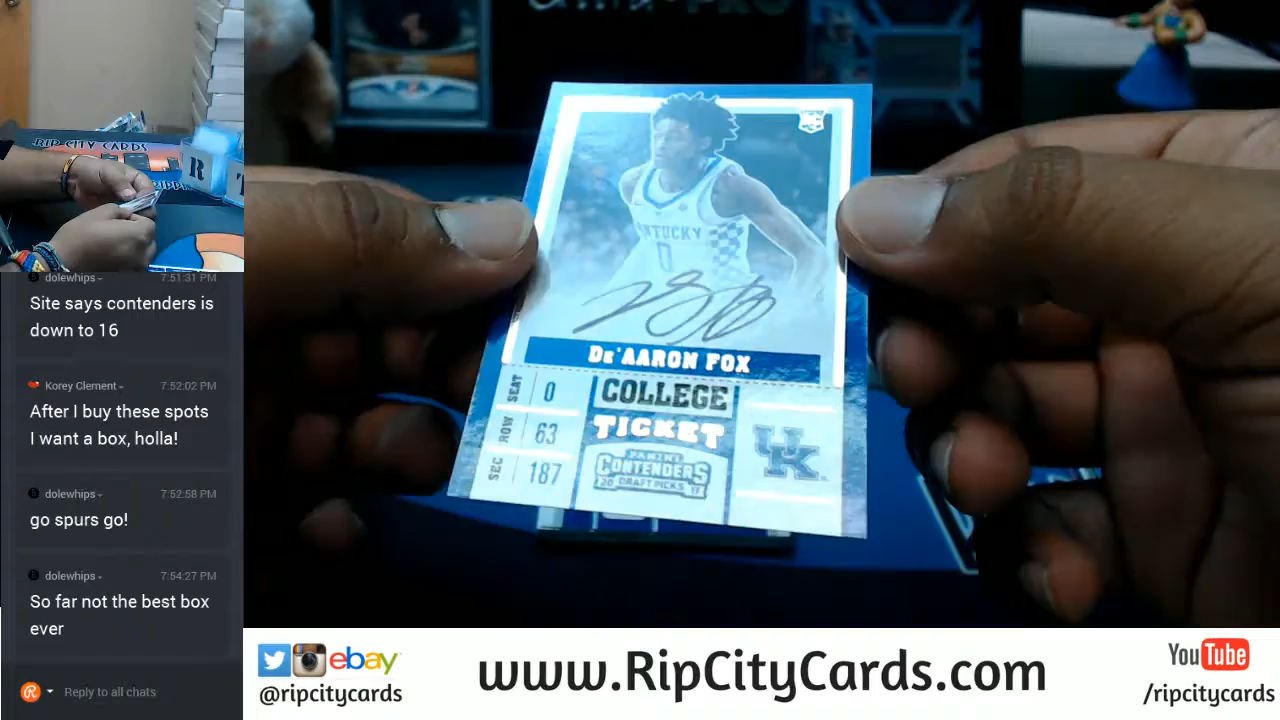 RIP CITY CARDS
R
dolewhips 7:51:31 PM
Site says contenders is
down to 16
Korey Clement 7:52:02 PM
After I buy these spots
I want a box, holla!
dolewhips 7:52:58 PM
go spurs go!
dolewhips 7:54:27 PM
So far not the best box
ever
Reply to all chats
RC
KENTUCKY
0
DE'AARON FOX
SEAT 0
ROW 63
SEC 187
COLLEGE
TICKET
PANINI
CONTENDERS
20 DRAFT PICKS 17
UK
ebay
@ripcitycards
www.RipCityCards.com
YouTube
/ripcitycards